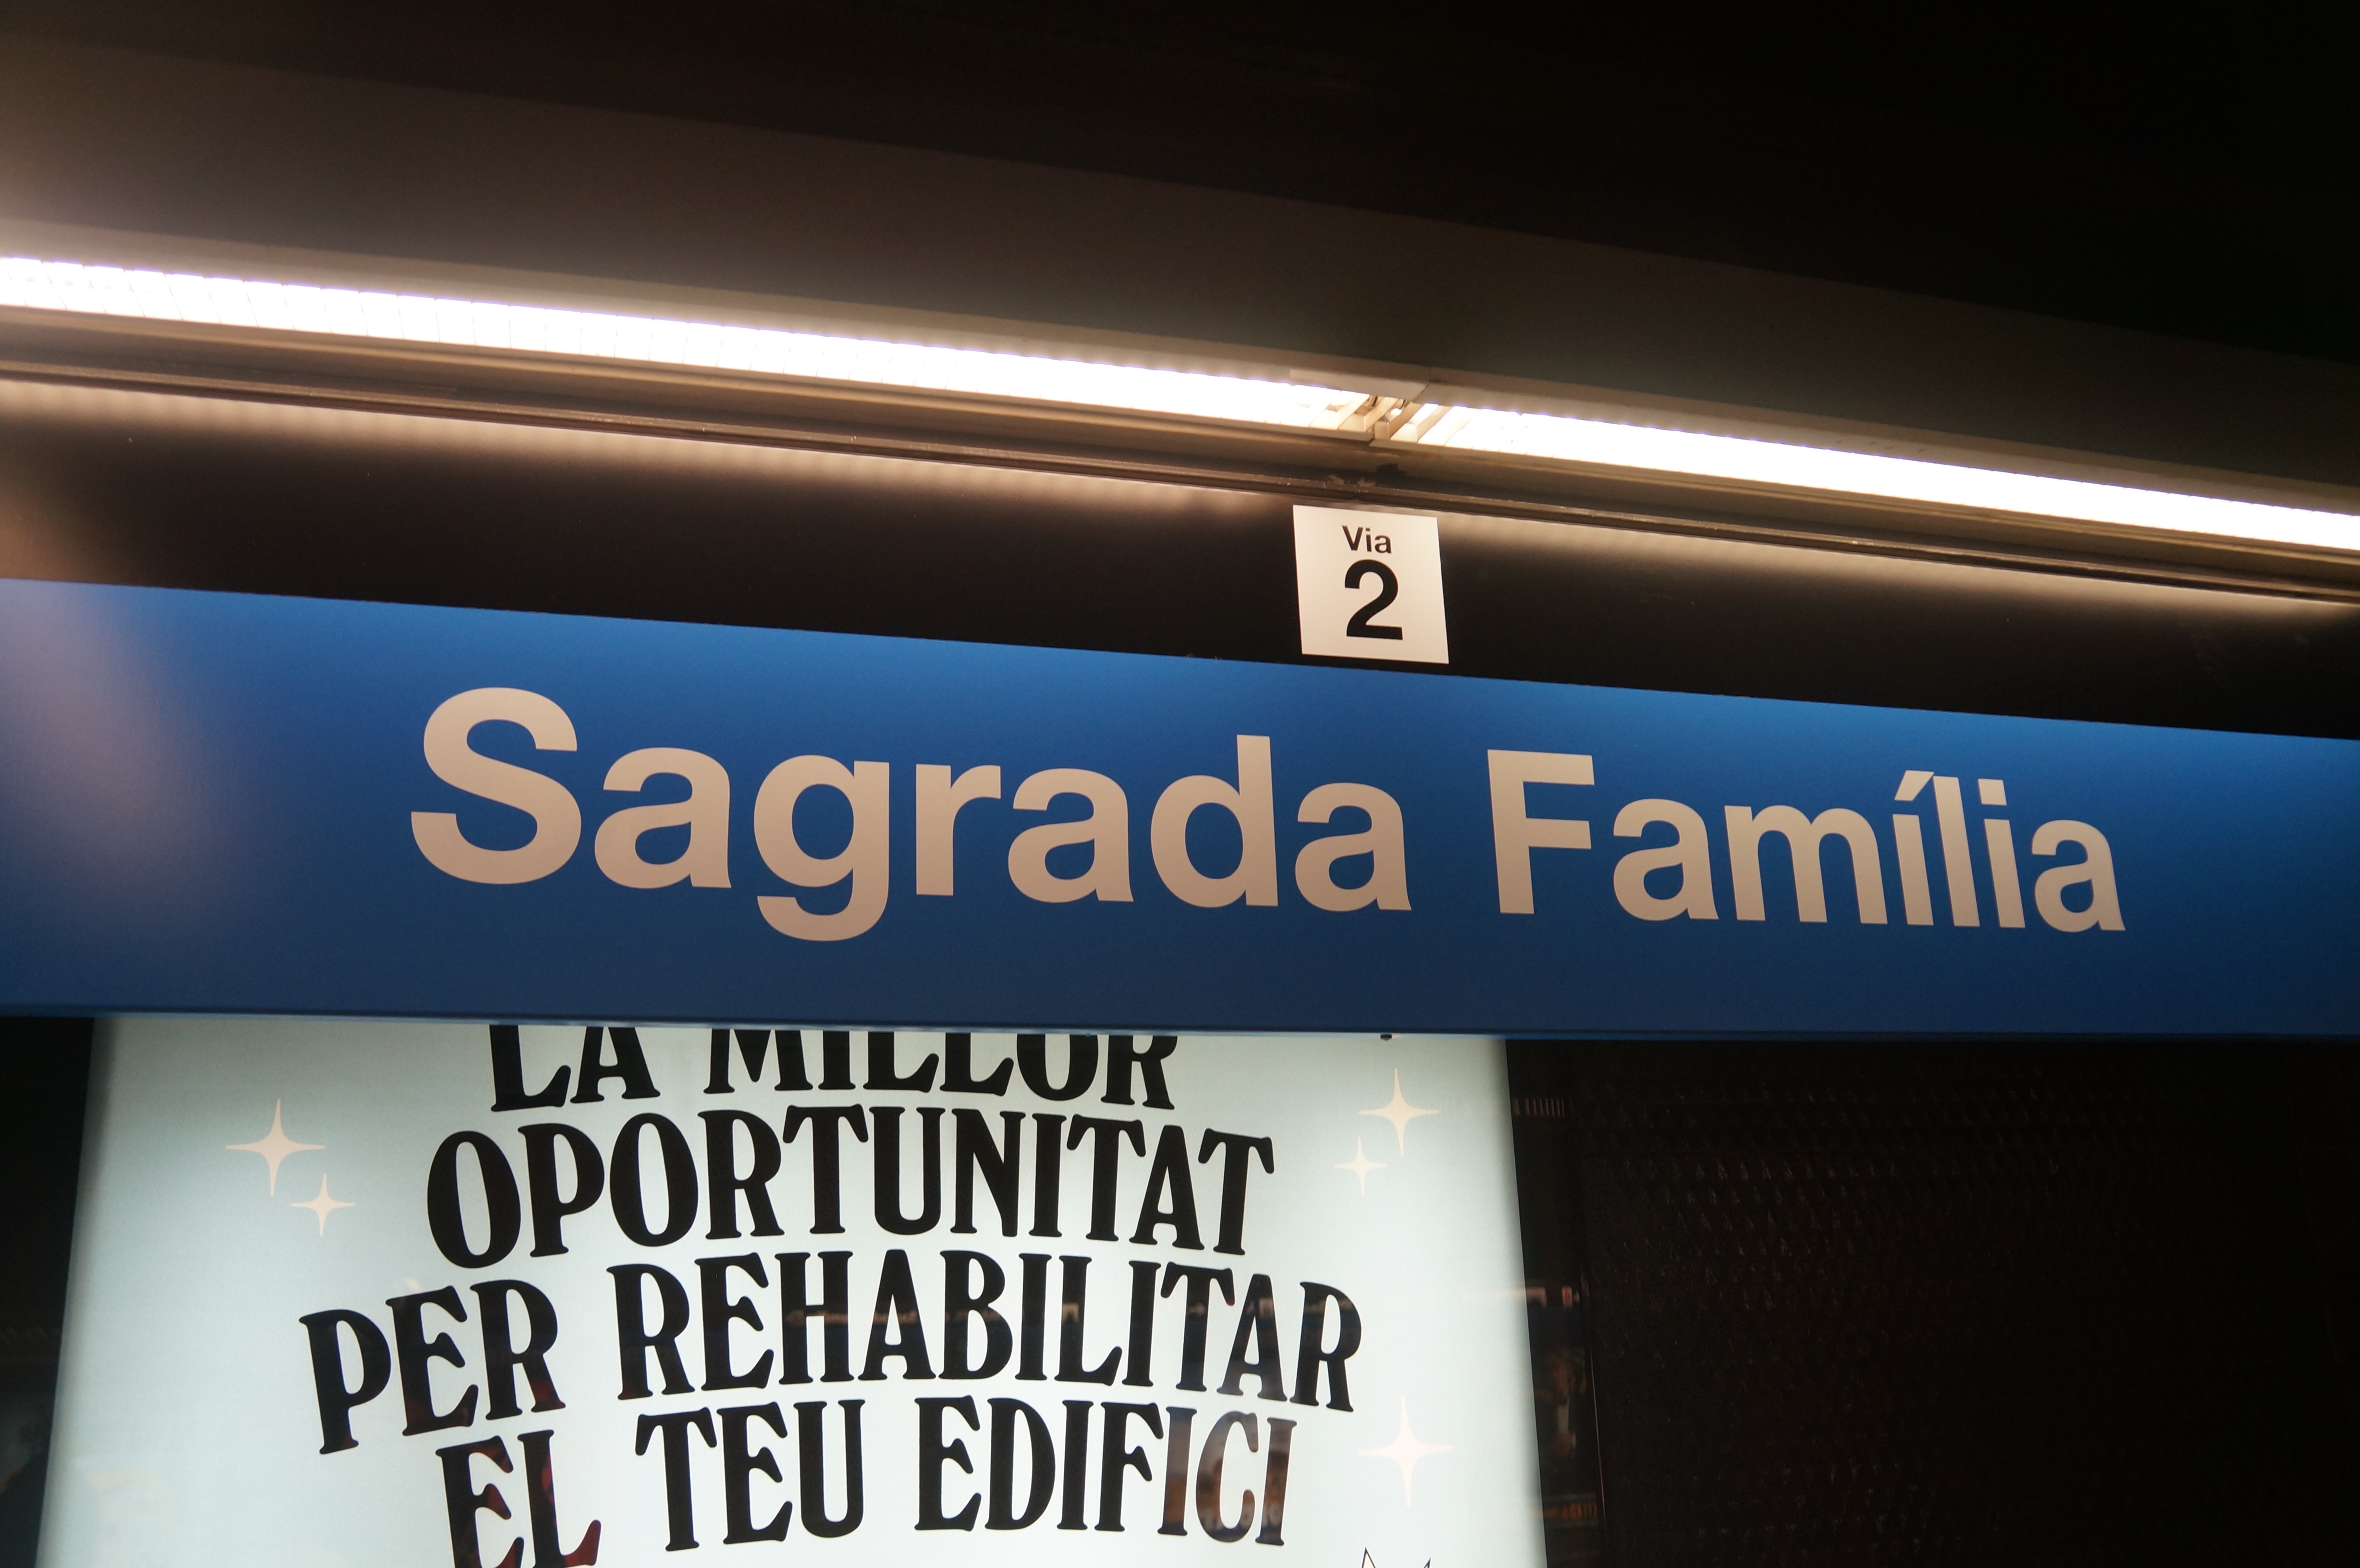 Via
2
Sagrada Família
LA MILLOR
OPORTUNITAT
PER REHABILITAR
EL TEU EDIFICI